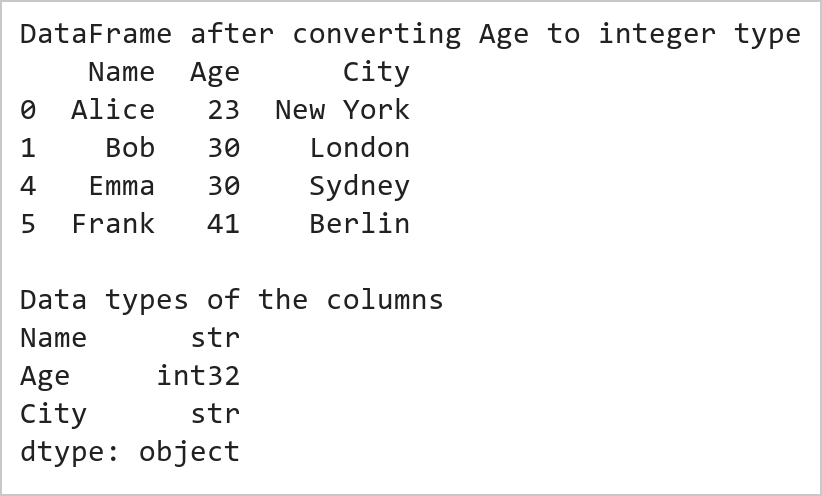 DataFrame after converting Age to integer type
    Name  Age      City
0  Alice   23  New York
1    Bob   30    London
4   Emma   30    Sydney
5  Frank   41    Berlin

Data types of the columns
Name      str
Age     int32
City      str
dtype: object